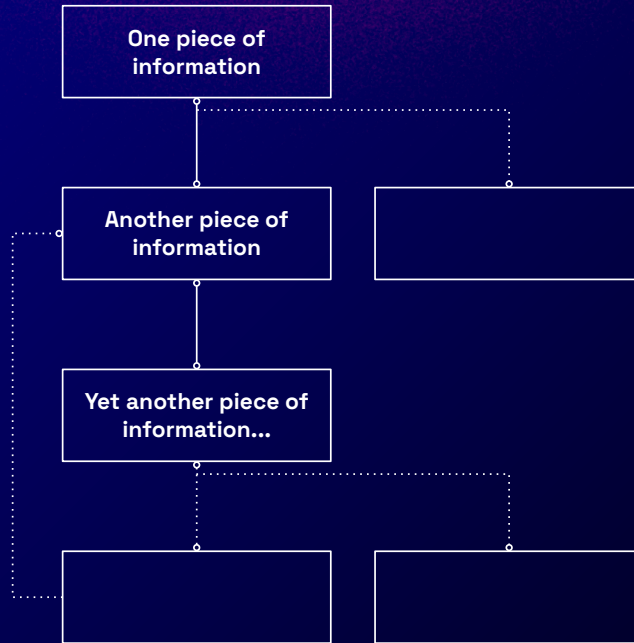 One piece of
information
Another piece of
information
Yet another piece of
information...